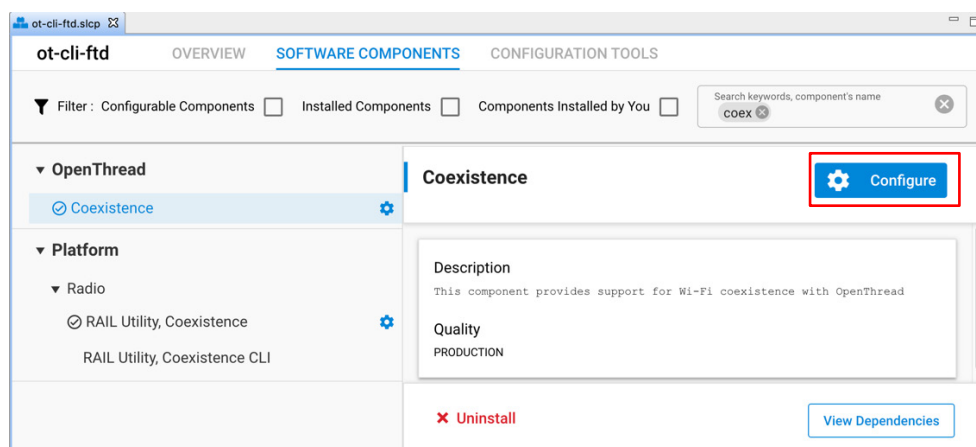 ot-cli-ftd.slcp
ot-cli-ftd OVERVIEW SOFTWARE COMPONENTS CONFIGURATION TOOLS
Filter : Configurable Components Installed Components Components Installed by You
Search keywords, component's name
coex
OpenThread
Coexistence
Platform
Radio
RAIL Utility, Coexistence
RAIL Utility, Coexistence CLI
Coexistence
Configure
Description
This component provides support for Wi-Fi coexistence with OpenThread
Quality
PRODUCTION
Uninstall
View Dependencies